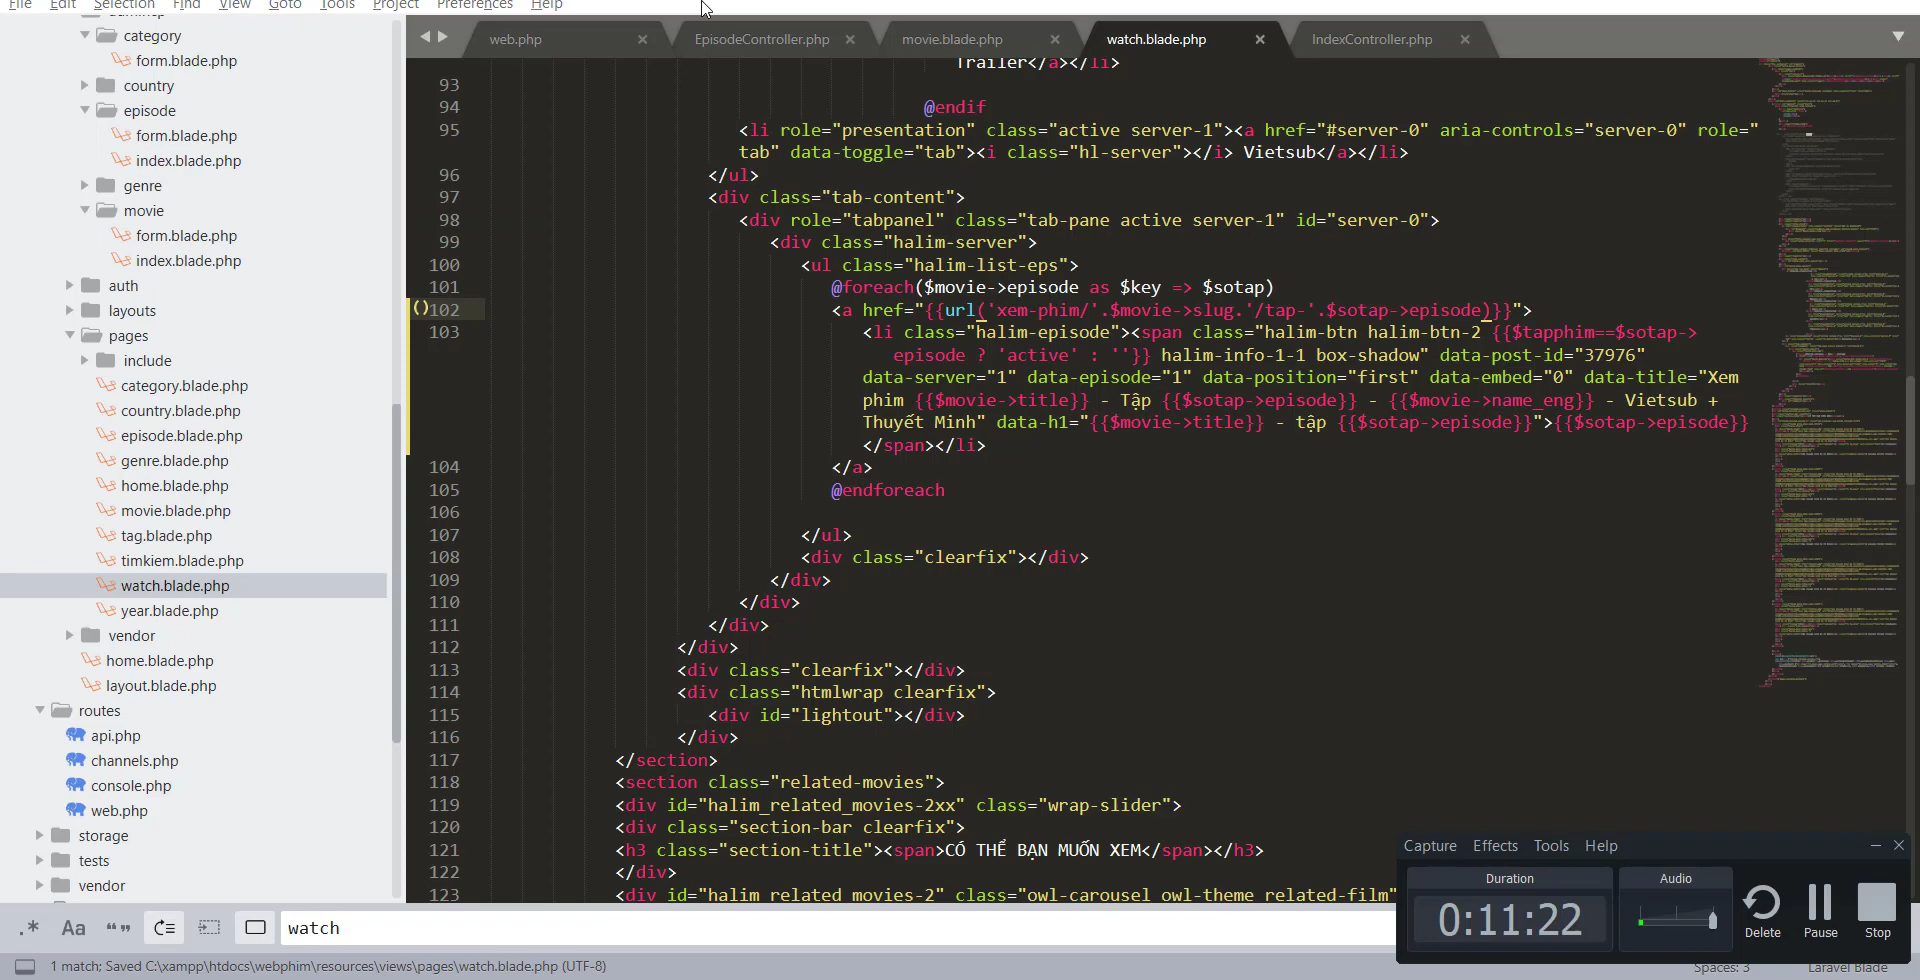 File Edit Selection Find View Goto Tools Project Preferences Help
category
form.blade.php
country
episode
form.blade.php
index.blade.php
genre
movie
form.blade.php
index.blade.php
auth
layouts
pages
include
category.blade.php
country.blade.php
episode.blade.php
genre.blade.php
home.blade.php
movie.blade.php
tag.blade.php
timkiem.blade.php
watch.blade.php
year.blade.php
vendor
home.blade.php
layout.blade.php
routes
api.php
channels.php
console.php
web.php
storage
tests
vendor
web.php × EpisodeController.php × movie.blade.php × watch.blade.php × IndexController.php ×
Trailer</a></li>
93
94 @endif
95 <li role="presentation" class="active server-1"><a href="#server-0" aria-controls="server-0" role="
tab" data-toggle="tab"><i class="hl-server"></i> Vietsub</a></li>
96 </ul>
97 <div class="tab-content">
98 <div role="tabpanel" class="tab-pane active server-1" id="server-0">
99 <div class="halim-server">
100 <ul class="halim-list-eps">
101 @foreach($movie->episode as $key => $sotap)
()102 <a href="{{url('xem-phim/'.$movie->slug.'/tap-'.$sotap->episode)}}">
103 <li class="halim-episode"><span class="halim-btn halim-btn-2 {{$tapphim==$sotap->
episode ? 'active' : ''}} halim-info-1-1 box-shadow" data-post-id="37976"
data-server="1" data-episode="1" data-position="first" data-embed="0" data-title="Xem
phim {{$movie->title}} - Tập {{$sotap->episode}} - {{$movie->name_eng}} - Vietsub +
Thuyết Minh" data-h1="{{$movie->title}} - tập {{$sotap->episode}}">{{$sotap->episode}}
</span></li>
104 </a>
105 @endforeach
106
107 </ul>
108 <div class="clearfix"></div>
109 </div>
110 </div>
111 </div>
112 </div>
113 <div class="clearfix"></div>
114 <div class="htmlwrap clearfix">
115 <div id="lightout"></div>
116 </div>
117 </section>
118 <section class="related-movies">
119 <div id="halim_related_movies-2xx" class="wrap-slider">
120 <div class="section-bar clearfix">
121 <h3 class="section-title"><span>CÓ THỂ BẠN MUỐN XEM</span></h3>
122 </div>
123 <div id="halim_related_movies-2" class="owl-carousel owl-theme related-film"
Capture Effects Tools Help
Duration
0:11:22
Audio
Delete Pause Stop
.* Aa “” watch
1 match; Saved C:\xampp\htdocs\webphim\resources\views\pages\watch.blade.php (UTF-8)
Spaces: 3 Laravel Blade